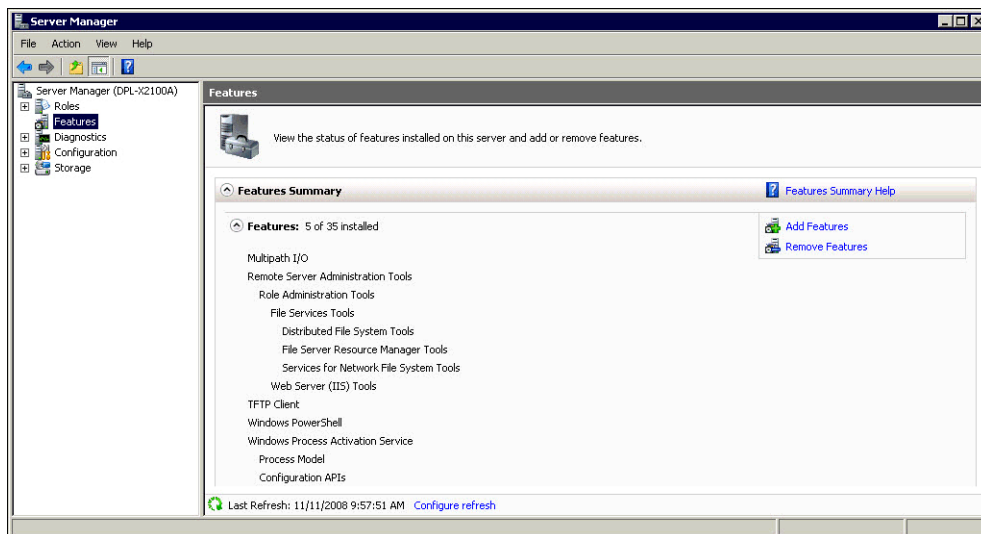 Server Manager
File Action View Help
Server Manager (DPL-X2100A)
Roles
Features
Diagnostics
Configuration
Storage
Features
View the status of features installed on this server and add or remove features.
Features Summary
Features Summary Help
Features: 5 of 35 installed
Add Features
Remove Features
Multipath I/O
Remote Server Administration Tools
Role Administration Tools
File Services Tools
Distributed File System Tools
File Server Resource Manager Tools
Services for Network File System Tools
Web Server (IIS) Tools
TFTP Client
Windows PowerShell
Windows Process Activation Service
Process Model
Configuration APIs
Last Refresh: 11/11/2008 9:57:51 AM Configure refresh